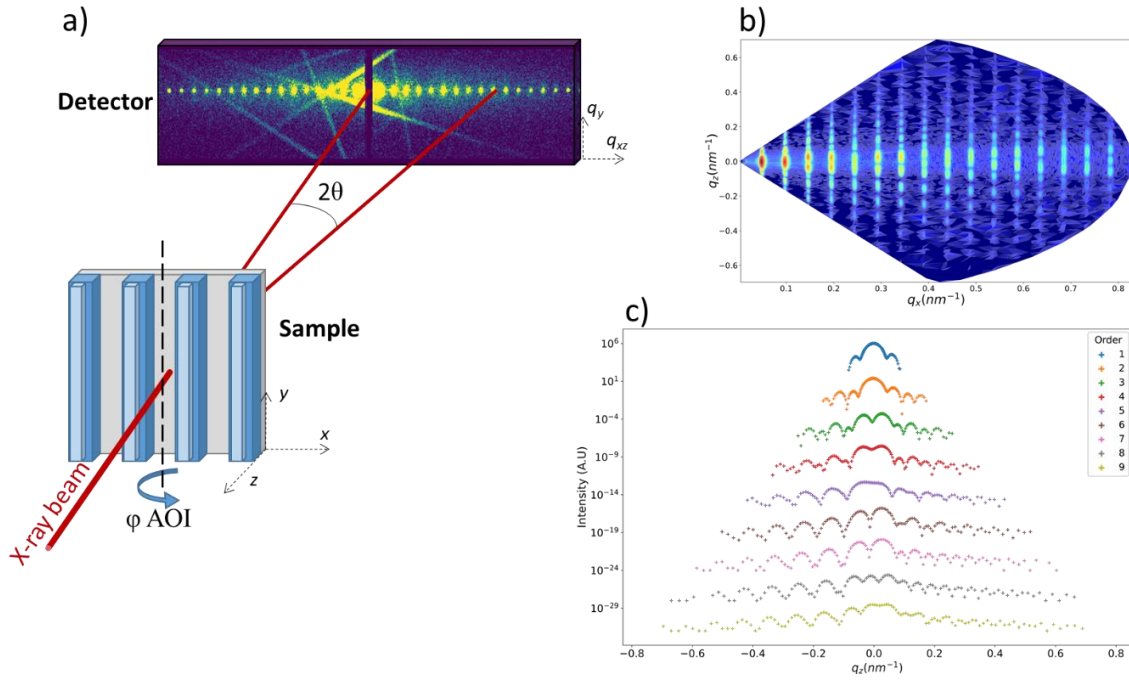 a)
Detector
q_y
q_xz
2θ
Sample
y
x
z
X-ray beam
φ AOI
b)
0.6
0.4
0.2
0.0
−0.2
−0.4
−0.6
q_z(nm⁻¹)
0.1 0.2 0.3 0.4 0.5 0.6 0.7 0.8
q_x(nm⁻¹)
c)
10⁶
10¹
10⁻⁴
10⁻⁹
10⁻¹⁴
10⁻¹⁹
10⁻²⁴
10⁻²⁹
Intensity (A.U)
Order
1
2
3
4
5
6
7
8
9
−0.8 −0.6 −0.4 −0.2 0.0 0.2 0.4 0.6 0.8
q_z(nm⁻¹)